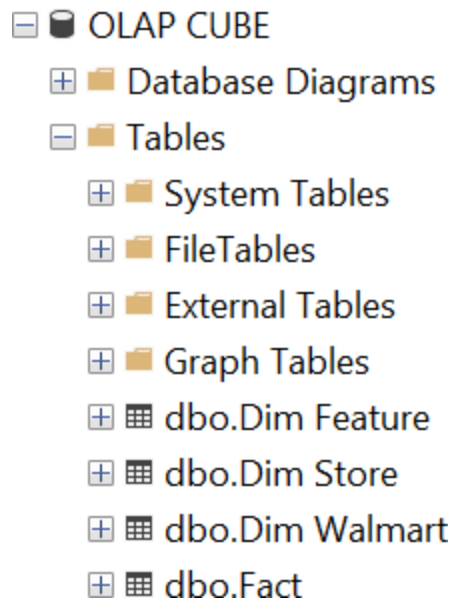 OLAP CUBE
Database Diagrams
Tables
System Tables
FileTables
External Tables
Graph Tables
dbo.Dim Feature
dbo.Dim Store
dbo.Dim Walmart
dbo.Fact